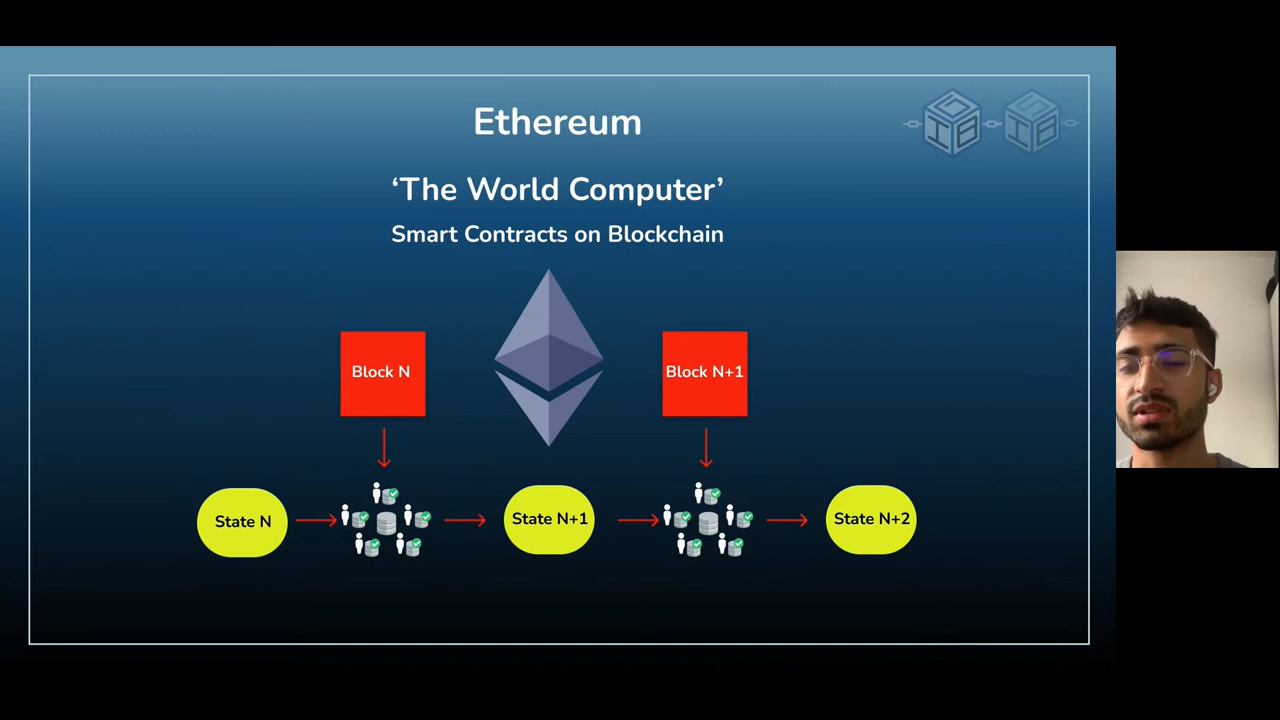 Ethereum
‘The World Computer’
Smart Contracts on Blockchain
Block N
Block N+1
State N
State N+1
State N+2